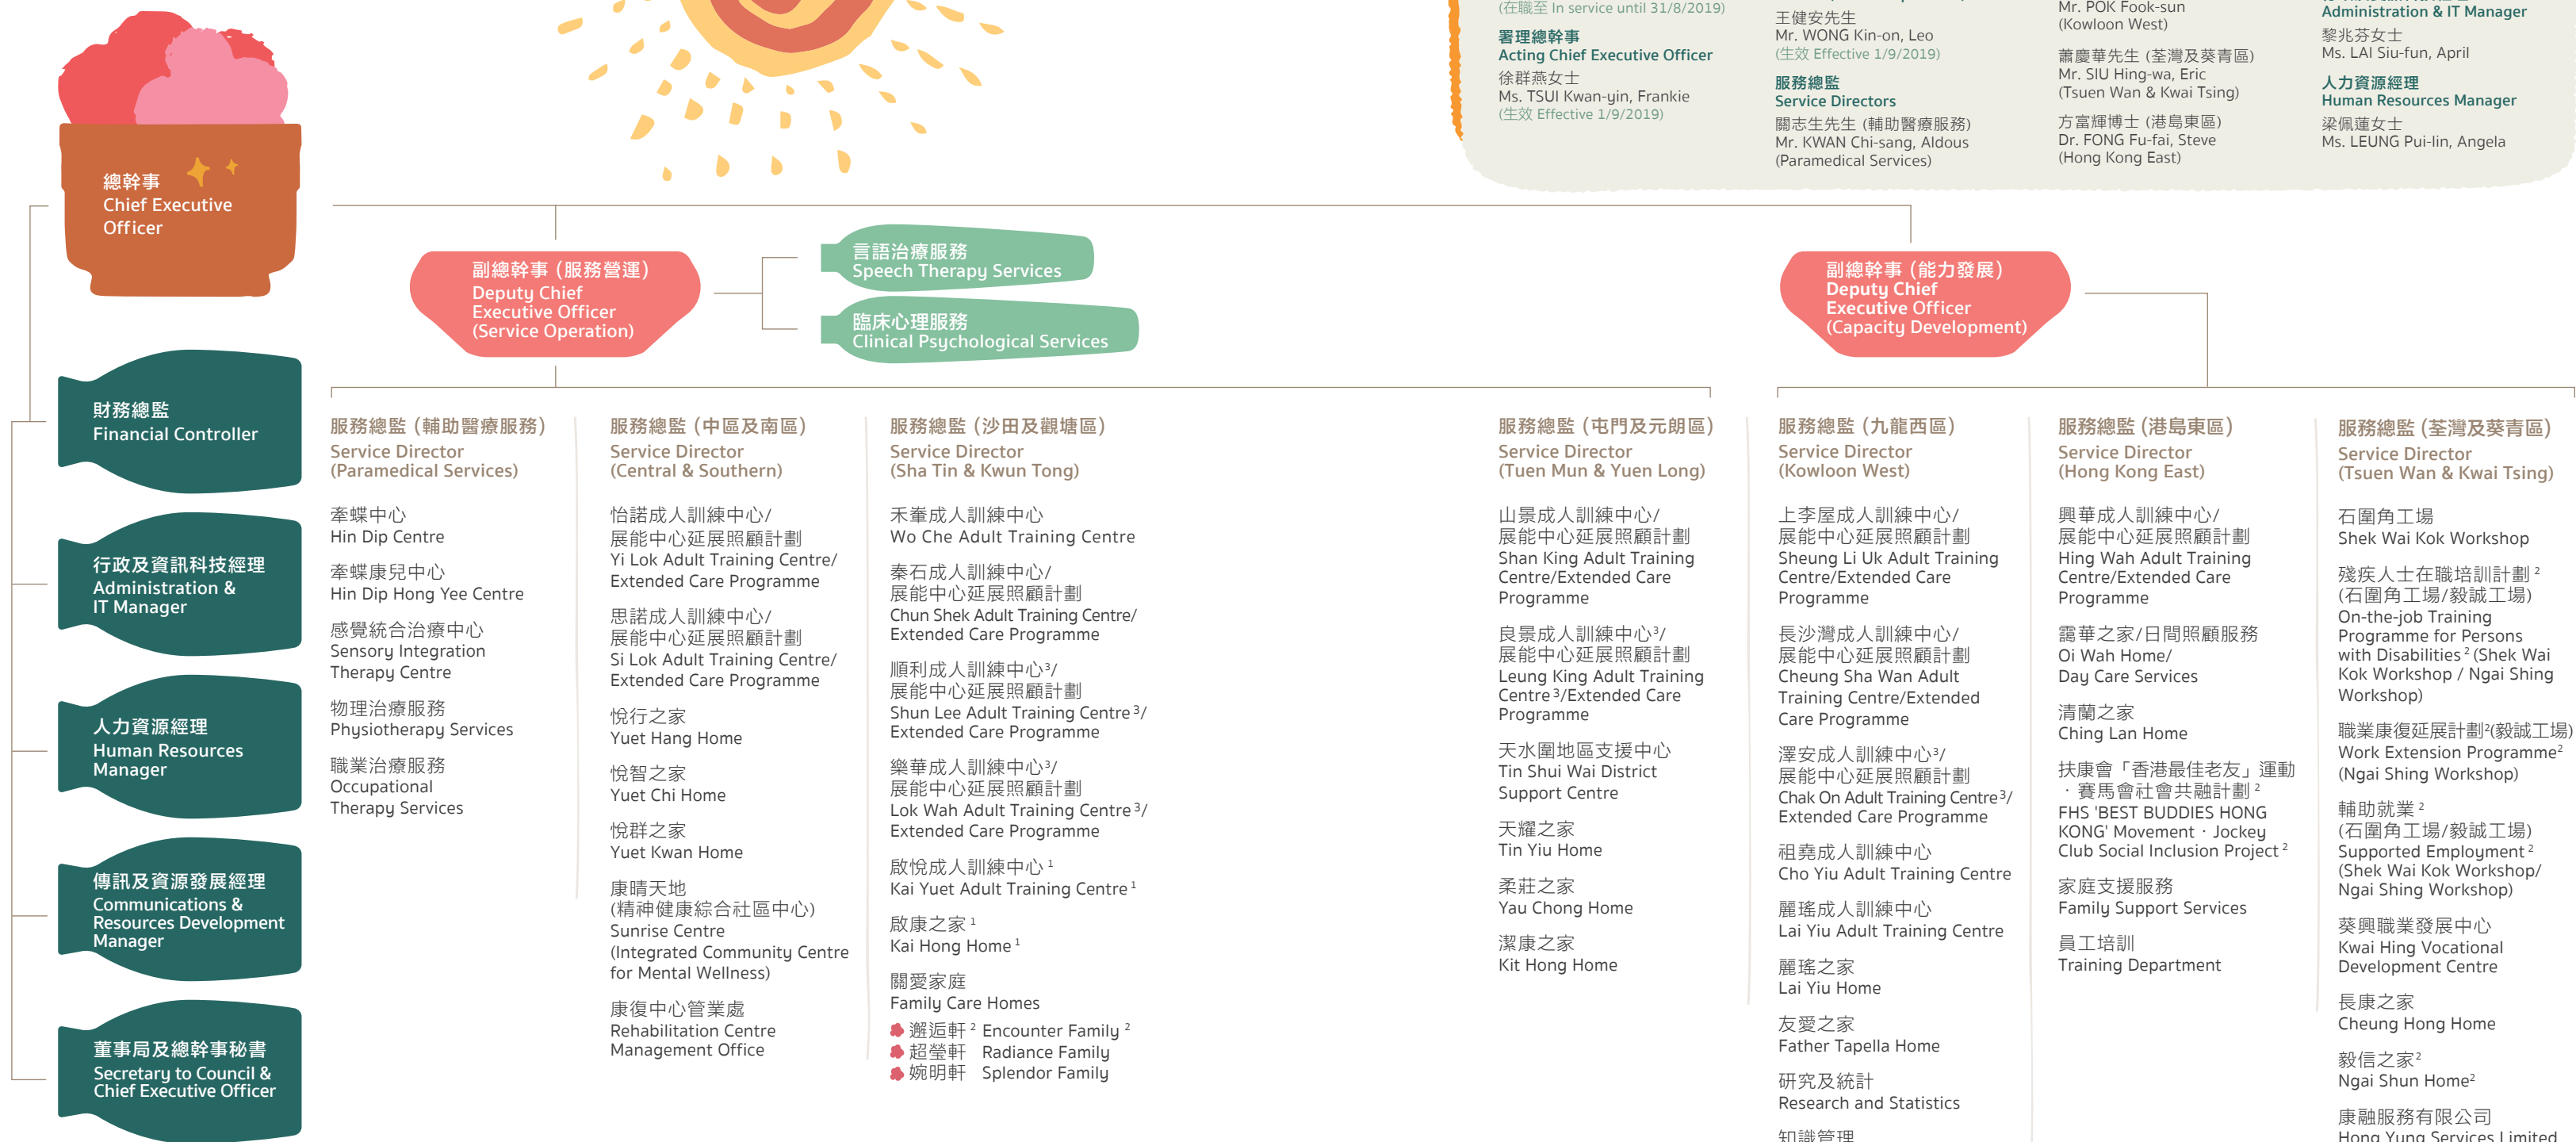 (在職至 In service until 31/8/2019)
署理總幹事
Acting Chief Executive Officer
徐群燕女士
Ms. TSUI Kwan-yin, Frankie
(生效 Effective 1/9/2019)
王健安先生
Mr. WONG Kin-on, Leo
(生效 Effective 1/9/2019)
服務總監
Service Directors
關志生先生 (輔助醫療服務)
Mr. KWAN Chi-sang, Aldous
(Paramedical Services)
Mr. POK Fook-sun
(Kowloon West)
蕭慶華先生 (荃灣及葵青區)
Mr. SIU Hing-wa, Eric
(Tsuen Wan & Kwai Tsing)
方富輝博士 (港島東區)
Dr. FONG Fu-fai, Steve
(Hong Kong East)
Administration & IT Manager
黎兆芬女士
Ms. LAI Siu-fun, April
人力資源經理
Human Resources Manager
梁佩蓮女士
Ms. LEUNG Pui-lin, Angela
總幹事
Chief Executive
Officer
副總幹事 (服務營運)
Deputy Chief
Executive Officer
(Service Operation)
言語治療服務
Speech Therapy Services
臨床心理服務
Clinical Psychological Services
副總幹事 (能力發展)
Deputy Chief
Executive Officer
(Capacity Development)
財務總監
Financial Controller
行政及資訊科技經理
Administration &
IT Manager
人力資源經理
Human Resources
Manager
傳訊及資源發展經理
Communications &
Resources Development
Manager
董事局及總幹事秘書
Secretary to Council &
Chief Executive Officer
服務總監 (輔助醫療服務)
Service Director
(Paramedical Services)
牽蝶中心
Hin Dip Centre
牽蝶康兒中心
Hin Dip Hong Yee Centre
感覺統合治療中心
Sensory Integration
Therapy Centre
物理治療服務
Physiotherapy Services
職業治療服務
Occupational
Therapy Services
服務總監 (中區及南區)
Service Director
(Central & Southern)
怡諾成人訓練中心/
展能中心延展照顧計劃
Yi Lok Adult Training Centre/
Extended Care Programme
思諾成人訓練中心/
展能中心延展照顧計劃
Si Lok Adult Training Centre/
Extended Care Programme
悅行之家
Yuet Hang Home
悅智之家
Yuet Chi Home
悅群之家
Yuet Kwan Home
康晴天地
(精神健康綜合社區中心)
Sunrise Centre
(Integrated Community Centre
for Mental Wellness)
康復中心管業處
Rehabilitation Centre
Management Office
服務總監 (沙田及觀塘區)
Service Director
(Sha Tin & Kwun Tong)
禾輋成人訓練中心
Wo Che Adult Training Centre
秦石成人訓練中心/
展能中心延展照顧計劃
Chun Shek Adult Training Centre/
Extended Care Programme
順利成人訓練中心³/
展能中心延展照顧計劃
Shun Lee Adult Training Centre³/
Extended Care Programme
樂華成人訓練中心³/
展能中心延展照顧計劃
Lok Wah Adult Training Centre³/
Extended Care Programme
啟悅成人訓練中心 ¹
Kai Yuet Adult Training Centre ¹
啟康之家 ¹
Kai Hong Home ¹
關愛家庭
Family Care Homes
邂逅軒 ² Encounter Family ²
超瑩軒 Radiance Family
婉明軒 Splendor Family
服務總監 (屯門及元朗區)
Service Director
(Tuen Mun & Yuen Long)
山景成人訓練中心/
展能中心延展照顧計劃
Shan King Adult Training
Centre/Extended Care
Programme
良景成人訓練中心³/
展能中心延展照顧計劃
Leung King Adult Training
Centre³/Extended Care
Programme
天水圍地區支援中心
Tin Shui Wai District
Support Centre
天耀之家
Tin Yiu Home
柔莊之家
Yau Chong Home
潔康之家
Kit Hong Home
服務總監 (九龍西區)
Service Director
(Kowloon West)
上李屋成人訓練中心/
展能中心延展照顧計劃
Sheung Li Uk Adult Training
Centre/Extended Care
Programme
長沙灣成人訓練中心/
展能中心延展照顧計劃
Cheung Sha Wan Adult
Training Centre/Extended
Care Programme
澤安成人訓練中心³/
展能中心延展照顧計劃
Chak On Adult Training Centre³/
Extended Care Programme
祖堯成人訓練中心
Cho Yiu Adult Training Centre
麗瑤成人訓練中心
Lai Yiu Adult Training Centre
麗瑤之家
Lai Yiu Home
友愛之家
Father Tapella Home
研究及統計
Research and Statistics
知識管理
服務總監 (港島東區)
Service Director
(Hong Kong East)
興華成人訓練中心/
展能中心延展照顧計劃
Hing Wah Adult Training
Centre/Extended Care
Programme
靄華之家/日間照顧服務
Oi Wah Home/
Day Care Services
清蘭之家
Ching Lan Home
扶康會「香港最佳老友」運動
‧賽馬會社會共融計劃 ²
FHS 'BEST BUDDIES HONG
KONG' Movement‧Jockey
Club Social Inclusion Project ²
家庭支援服務
Family Support Services
員工培訓
Training Department
服務總監 (荃灣及葵青區)
Service Director
(Tsuen Wan & Kwai Tsing)
石圍角工場
Shek Wai Kok Workshop
殘疾人士在職培訓計劃 ²
(石圍角工場/毅誠工場)
On-the-job Training
Programme for Persons
with Disabilities ² (Shek Wai
Kok Workshop / Ngai Shing
Workshop)
職業康復延展計劃²(毅誠工場)
Work Extension Programme²
(Ngai Shing Workshop)
輔助就業 ²
(石圍角工場/毅誠工場)
Supported Employment ²
(Shek Wai Kok Workshop/
Ngai Shing Workshop)
葵興職業發展中心
Kwai Hing Vocational
Development Centre
長康之家
Cheung Hong Home
毅信之家²
Ngai Shun Home²
康融服務有限公司
Hong Yung Services Limited